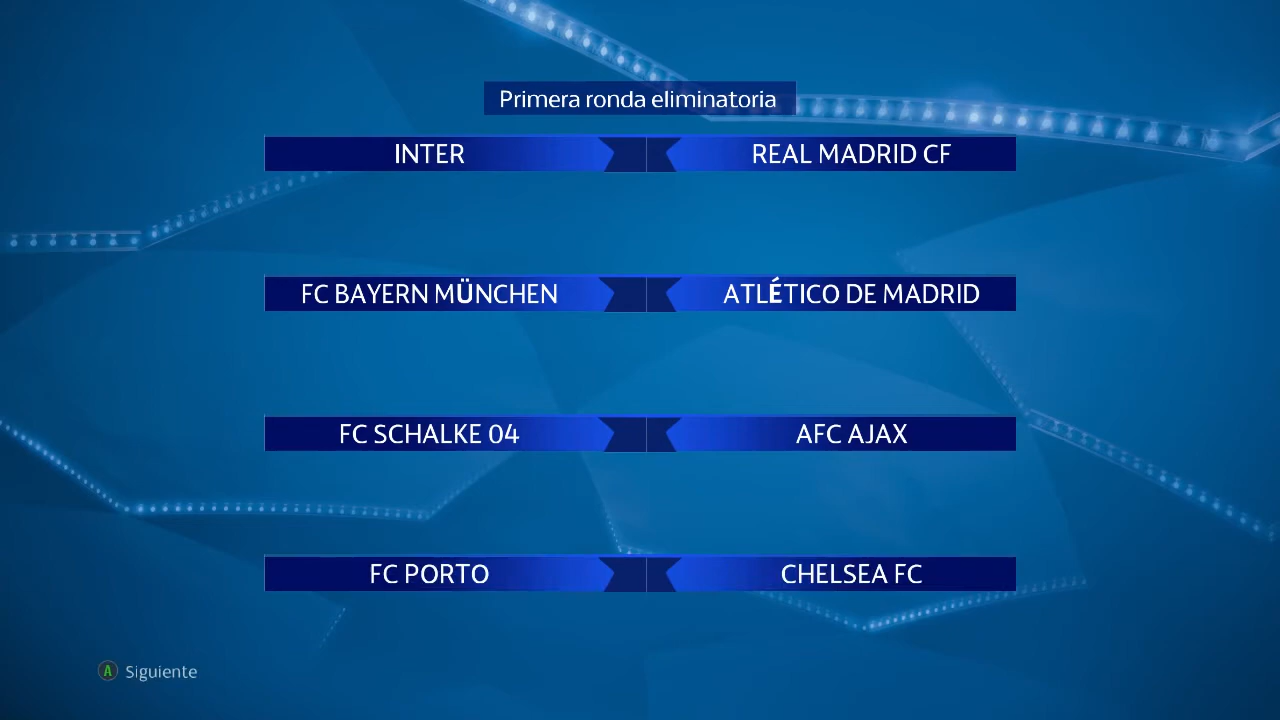 Primera ronda eliminatoria
INTER REAL MADRID CF
FC BAYERN MÜNCHEN ATLÉTICO DE MADRID
FC SCHALKE 04 AFC AJAX
FC PORTO CHELSEA FC
A Siguiente